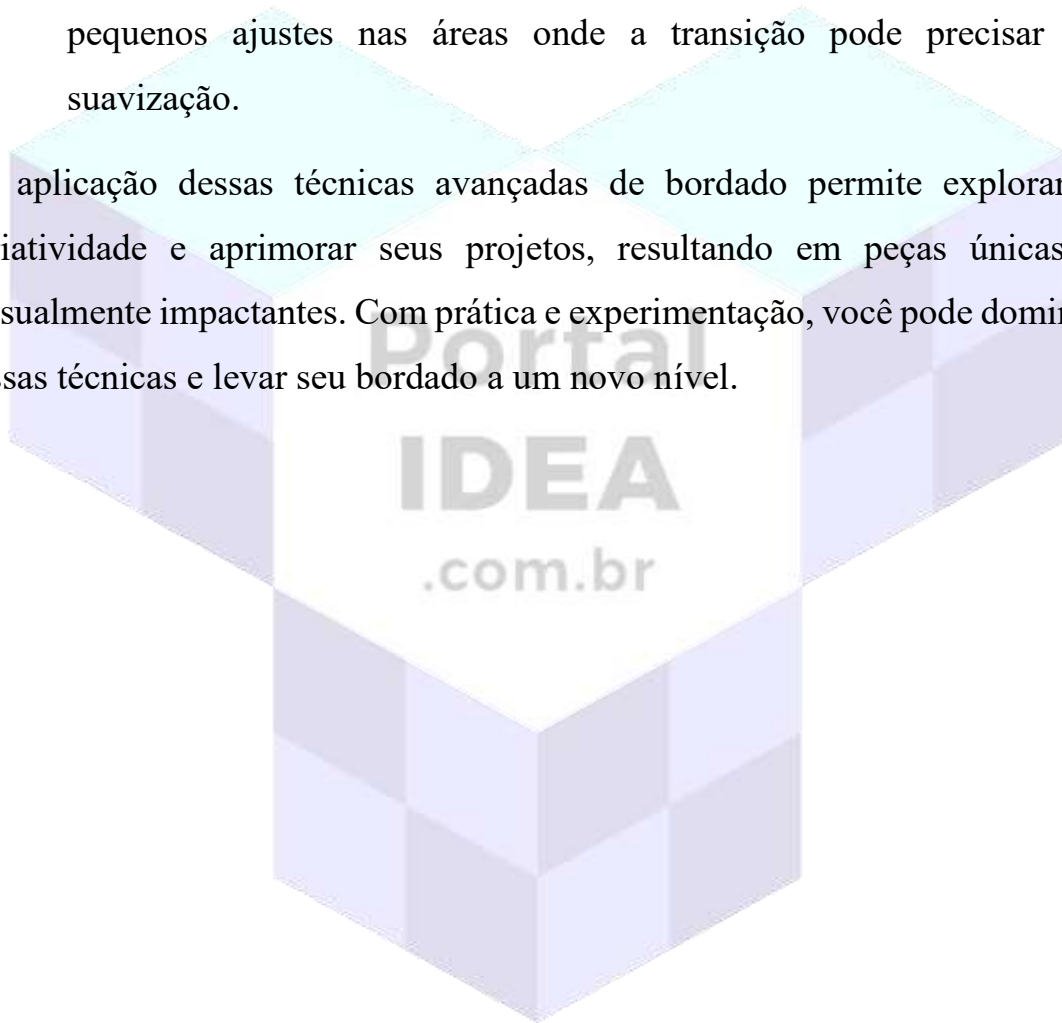 pequenos ajustes nas áreas onde a transição pode precisar
suavização.
aplicação dessas técnicas avançadas de bordado permite explorar
iatividade e aprimorar seus projetos, resultando em peças únicas
sualmente impactantes. Com prática e experimentação, você pode domin
ssas técnicas e levar seu bordado a um novo nível.
Portal
IDEA
.com.br